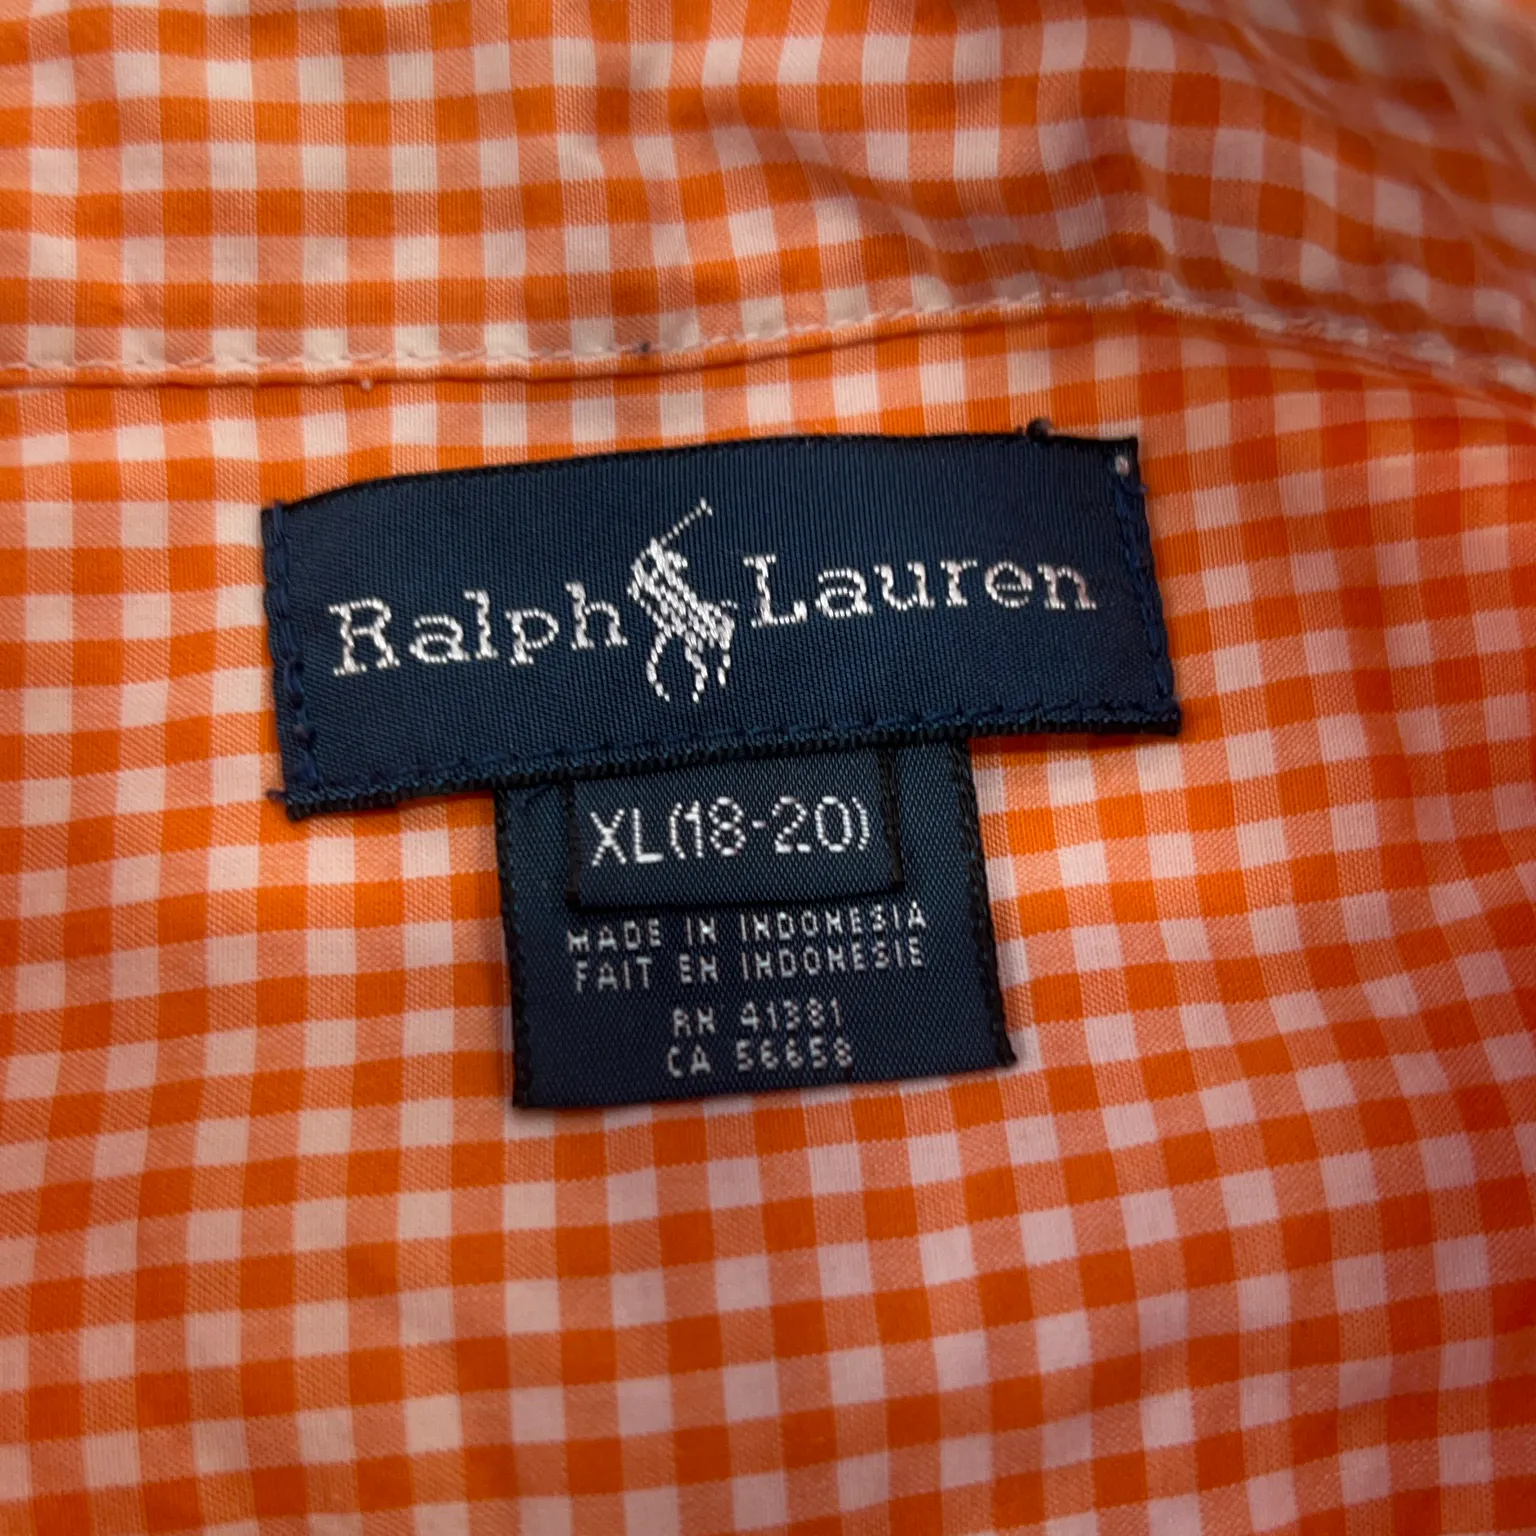 Ralph Lauren
XL(18-20)
MADE IN INDONESIA
FAIT EN INDONESIE
RN 41381
CA 56658